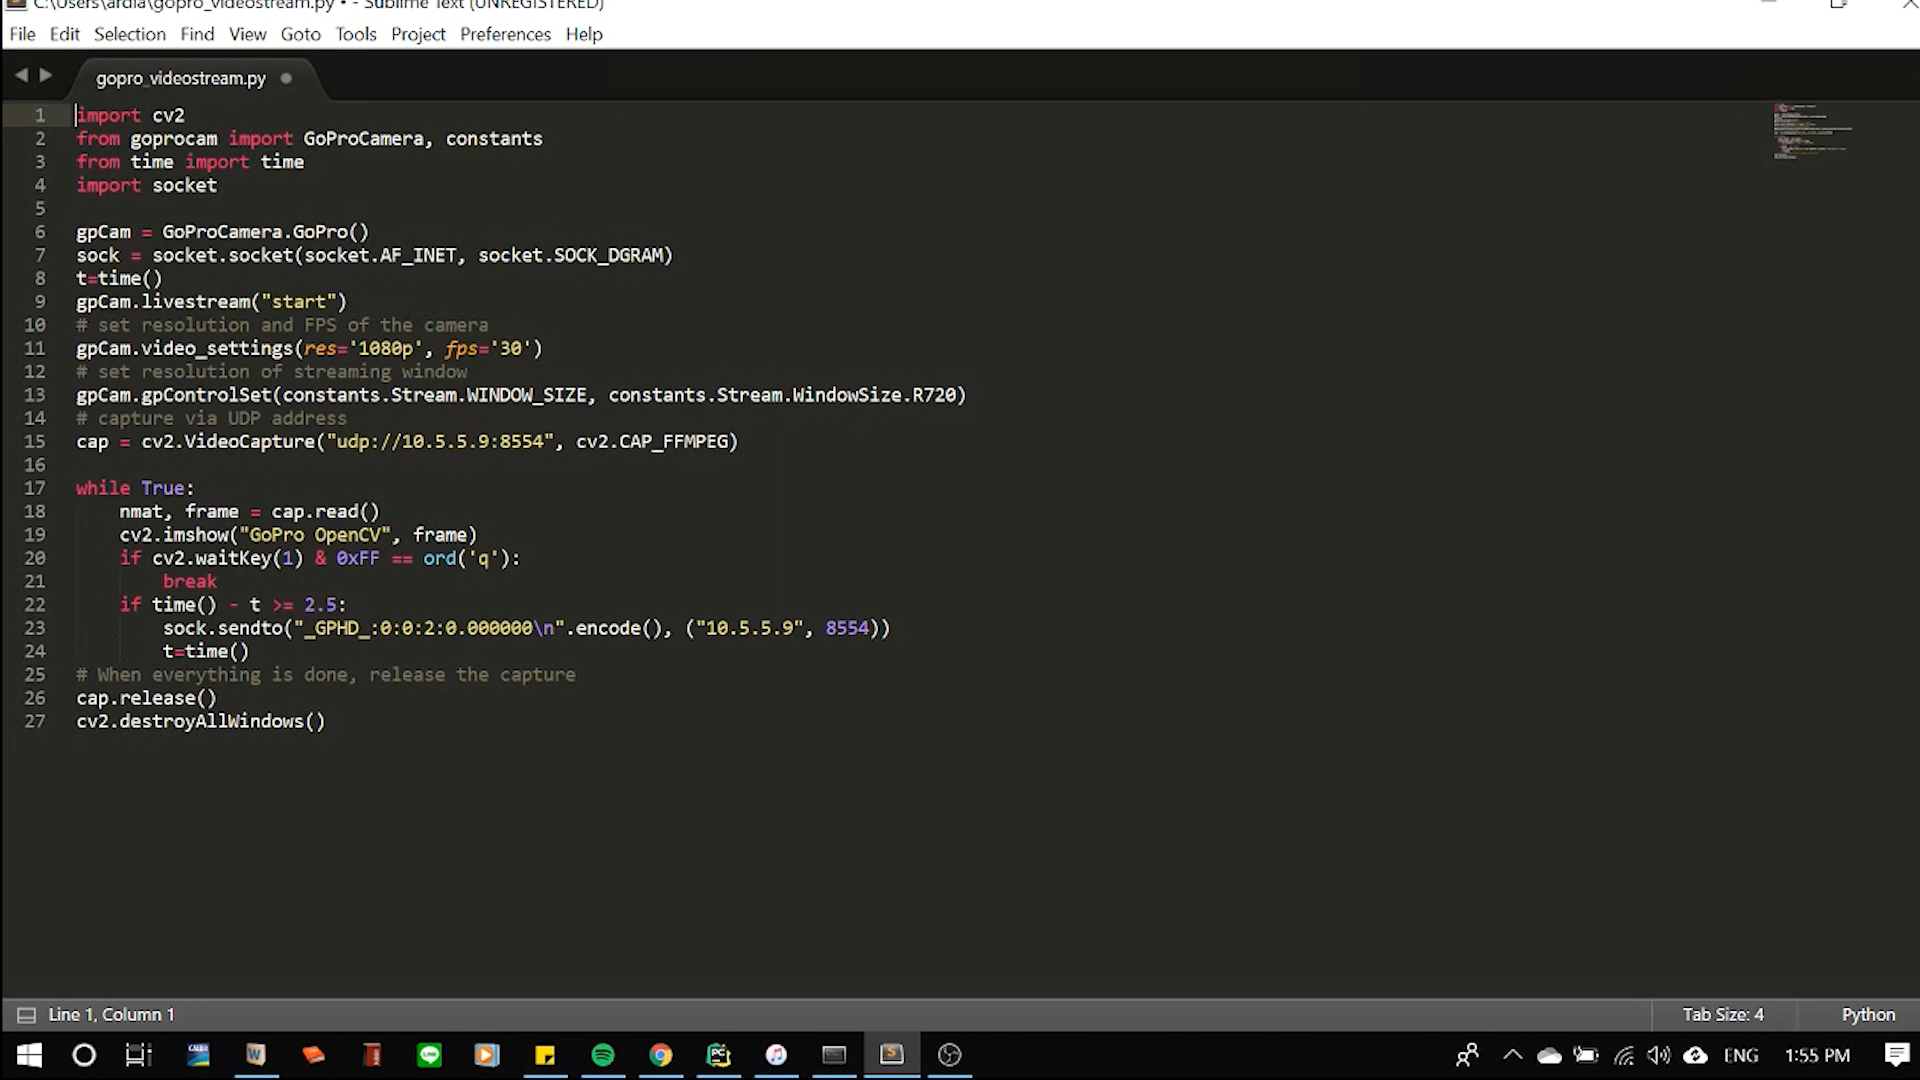 C:\Users\ardia\gopro_videostream.py • - Sublime Text (UNREGISTERED)
File Edit Selection Find View Goto Tools Project Preferences Help
gopro_videostream.py
1 import cv2
2 from goprocam import GoProCamera, constants
3 from time import time
4 import socket
5
6 gpCam = GoProCamera.GoPro()
7 sock = socket.socket(socket.AF_INET, socket.SOCK_DGRAM)
8 t=time()
9 gpCam.livestream("start")
10 # set resolution and FPS of the camera
11 gpCam.video_settings(res='1080p', fps='30')
12 # set resolution of streaming window
13 gpCam.gpControlSet(constants.Stream.WINDOW_SIZE, constants.Stream.WindowSize.R720)
14 # capture via UDP address
15 cap = cv2.VideoCapture("udp://10.5.5.9:8554", cv2.CAP_FFMPEG)
16
17 while True:
18     nmat, frame = cap.read()
19     cv2.imshow("GoPro OpenCV", frame)
20     if cv2.waitKey(1) & 0xFF == ord('q'):
21         break
22     if time() - t >= 2.5:
23         sock.sendto("_GPHD_:0:0:2:0.000000\n".encode(), ("10.5.5.9", 8554))
24         t=time()
25 # When everything is done, release the capture
26 cap.release()
27 cv2.destroyAllWindows()
Line 1, Column 1 Tab Size: 4 Python
ENG 1:55 PM